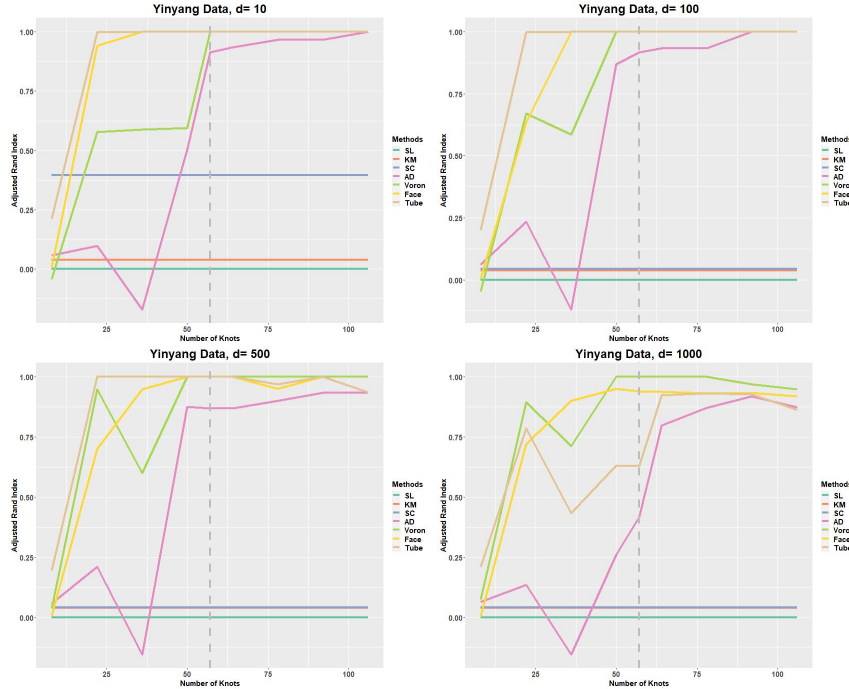 Yinyang Data, d= 10
Adjusted Rand Index
1.00
0.75
0.50
0.25
0.00
25
50
75
100
Number of Knots
Methods
SL
KM
SC
AD
Voron
Face
Tube
Yinyang Data, d= 100
Adjusted Rand Index
1.00
0.75
0.50
0.25
0.00
25
50
75
100
Number of Knots
Methods
SL
KM
SC
AD
Voro
Face
Tube
Yinyang Data, d= 500
Adjusted Rand Index
1.00
0.75
0.50
0.25
0.00
25
50
75
100
Number of Knots
Methods
SL
KM
SC
AD
Voron
Face
Tube
Yinyang Data, d= 1000
Adjusted Rand Index
1.00
0.75
0.50
0.25
0.00
25
50
75
100
Number of Knots
Methods
SL
KM
SC
AD
Voro
Face
Tube